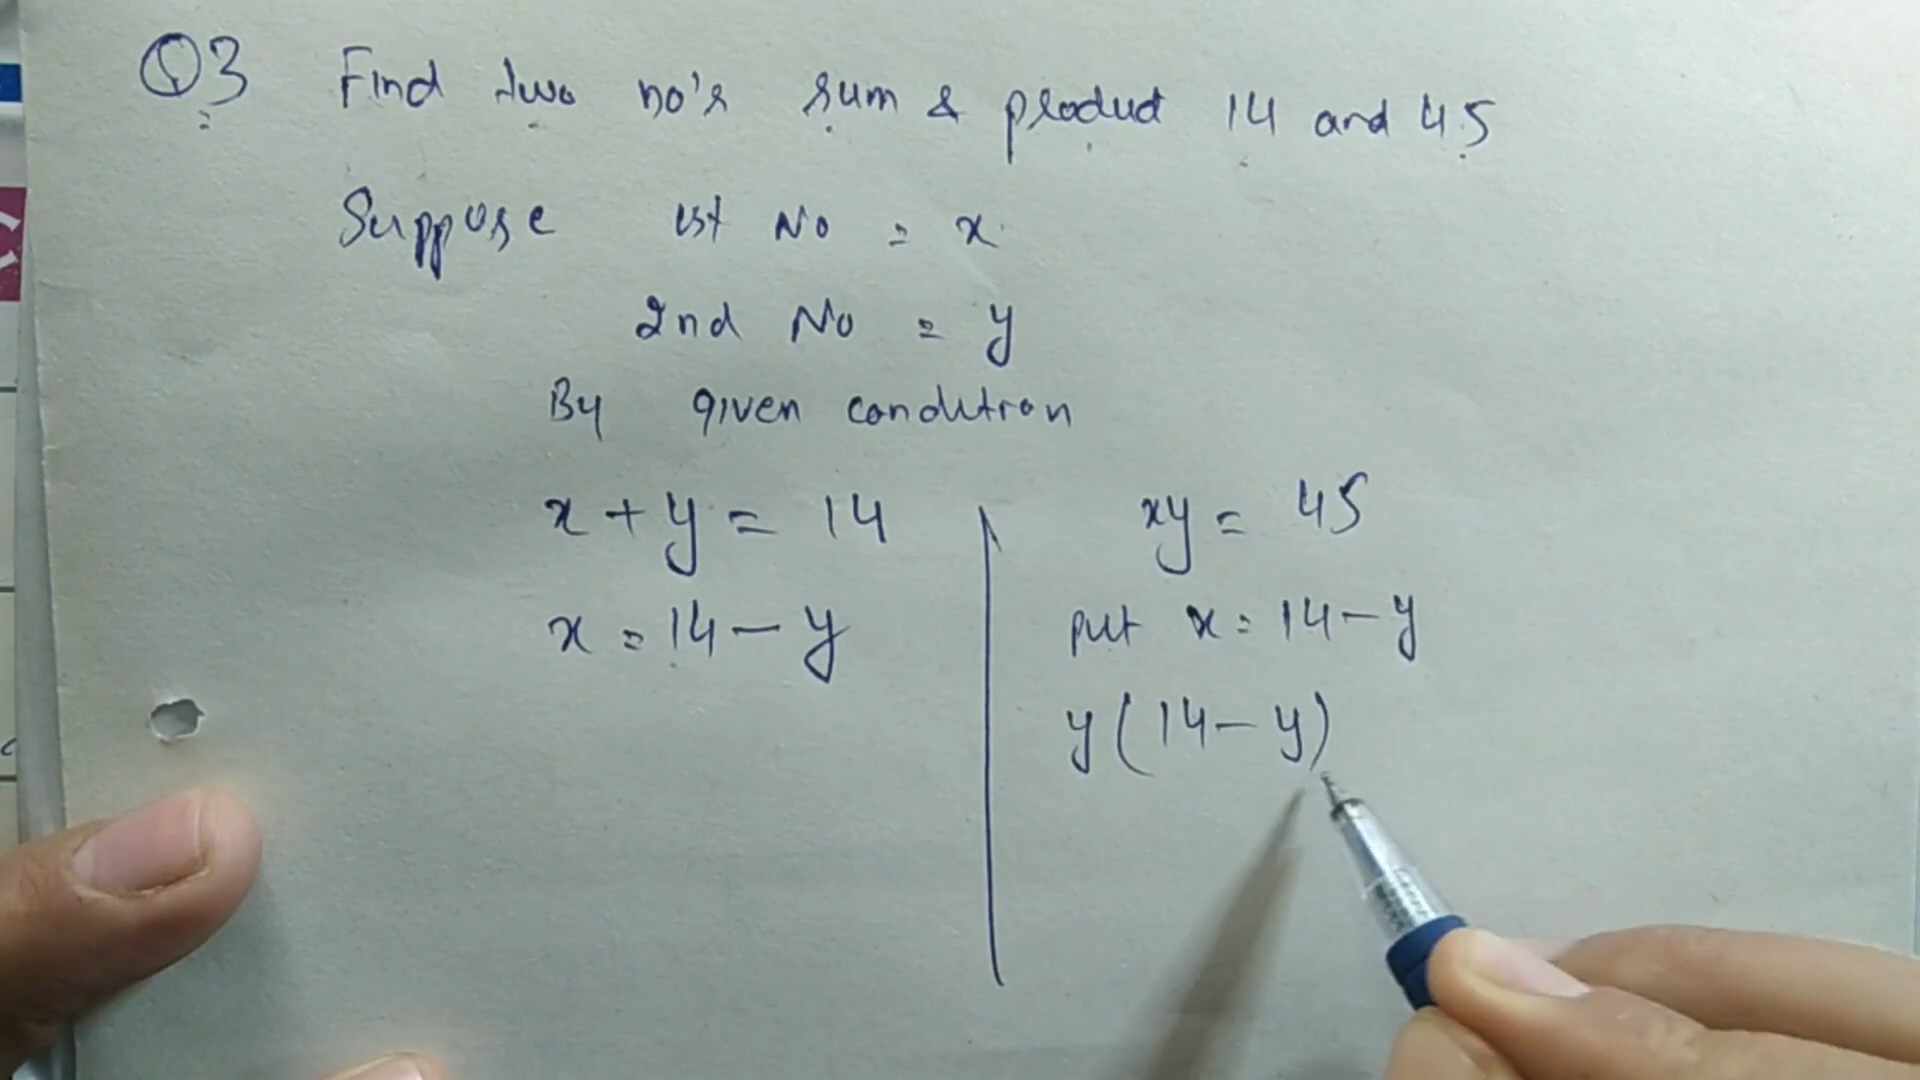 Q3 Find two no's sum & product 14 and 45
Suppose 1st No = x
2nd No = y
By given condition
x + y = 14
x = 14 - y
xy = 45
put x = 14 - y
y(14 - y)